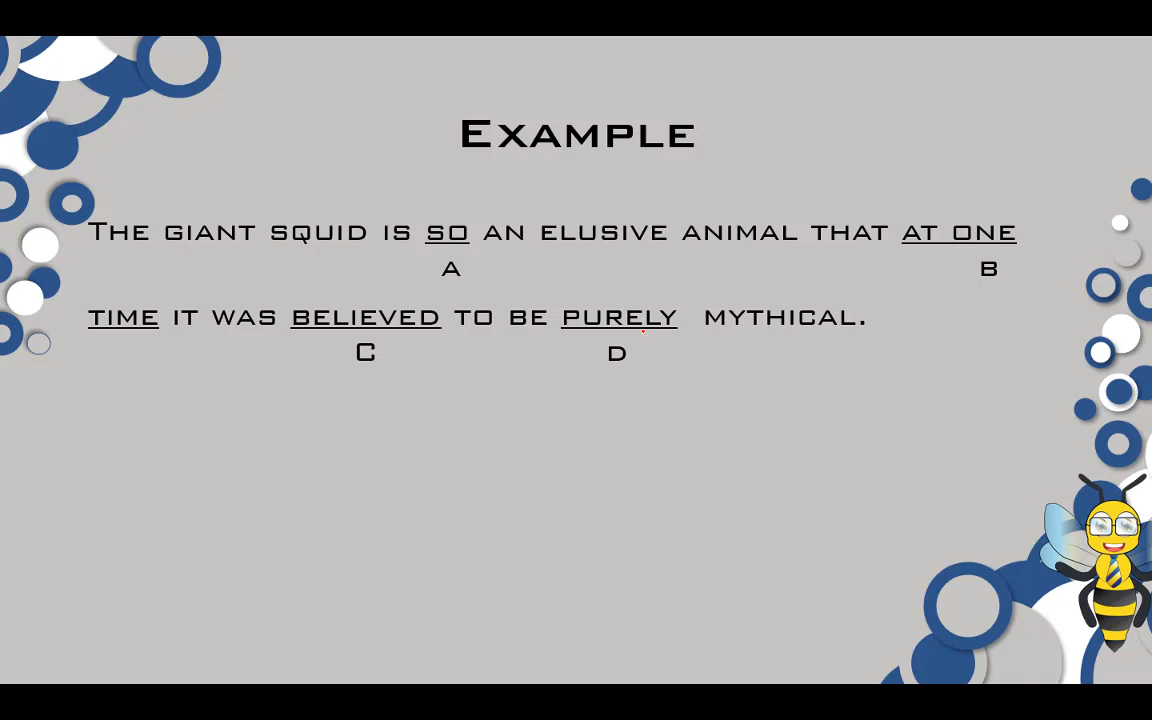 Example
The giant squid is so an elusive animal that at one
A B
time it was believed to be purely mythical.
C D